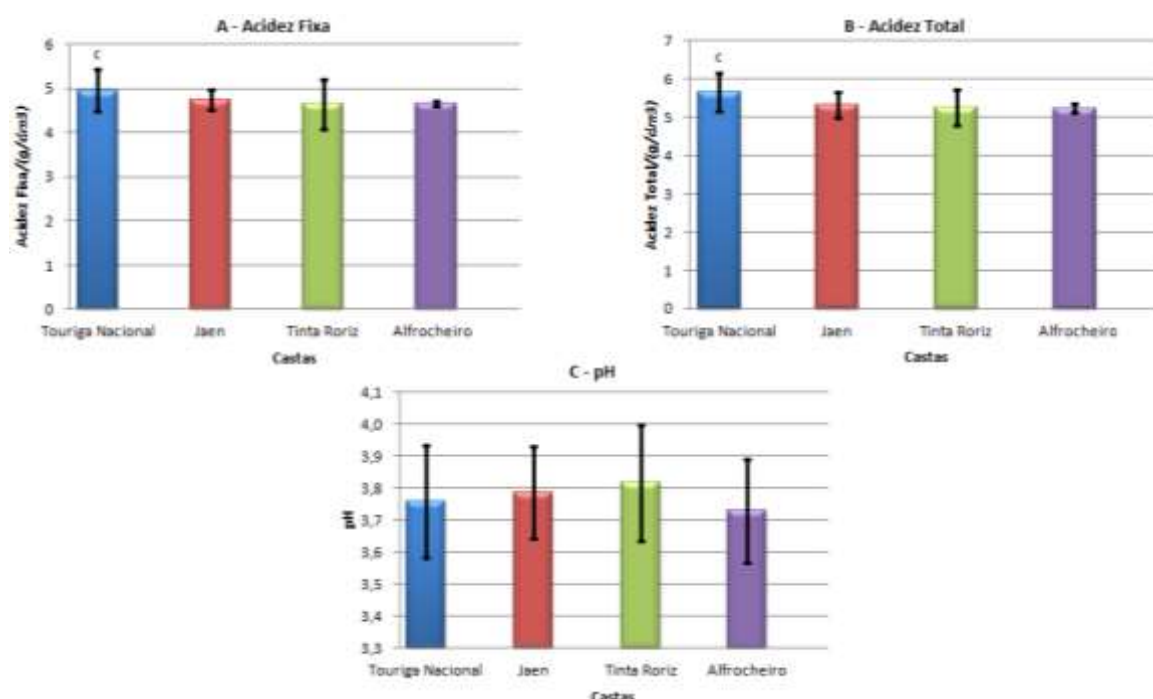 A - Acidez Fixa
Acidez Fixa/(g/dm3)
6
5
4
3
2
1
0
c
Touriga Nacional Jaen Tinta Roriz Alfrocheiro
Castas
B - Acidez Total
Acidez Total/(g/dm3)
7
6
5
4
3
2
1
0
c
Touriga Nacional Jaen Tinta Roriz Alfrocheiro
Castas
C - pH
pH
4,1
4,0
3,9
3,8
3,7
3,6
3,5
3,4
3,3
Touriga Nacional Jaen Tinta Roriz Alfrocheiro
Castas